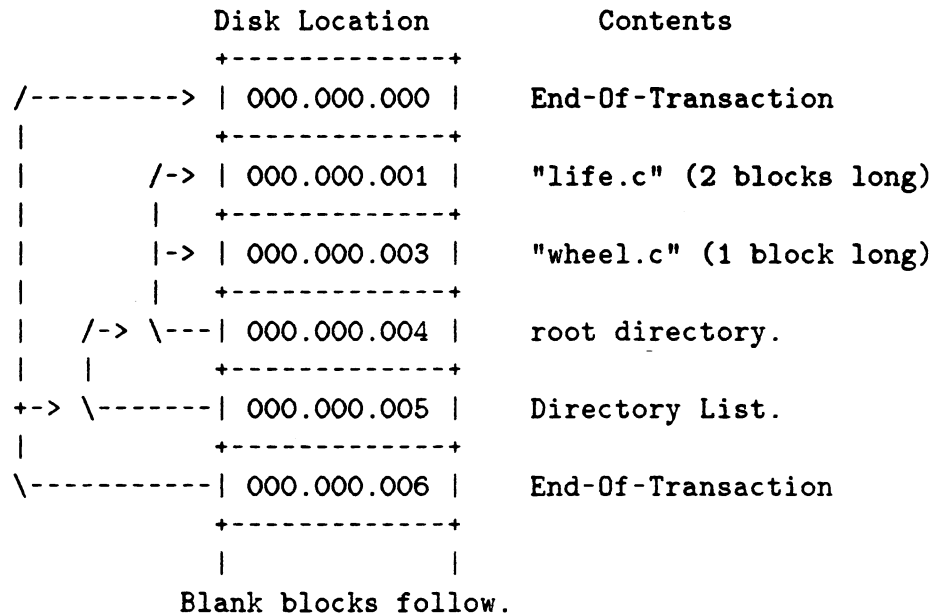 Disk Location          Contents
+-------------+
/---------> | 000.000.000 |    End-Of-Transaction
|           +-------------+
|       /-> | 000.000.001 |    "life.c" (2 blocks long)
|       |   +-------------+
|       |-> | 000.000.003 |    "wheel.c" (1 block long)
|       |   +-------------+
|   /-> \---| 000.000.004 |    root directory.
|   |       +-------------+
+-> \-------| 000.000.005 |    Directory List.
|           +-------------+
\-----------| 000.000.006 |    End-Of-Transaction
+-------------+
|             |
Blank blocks follow.